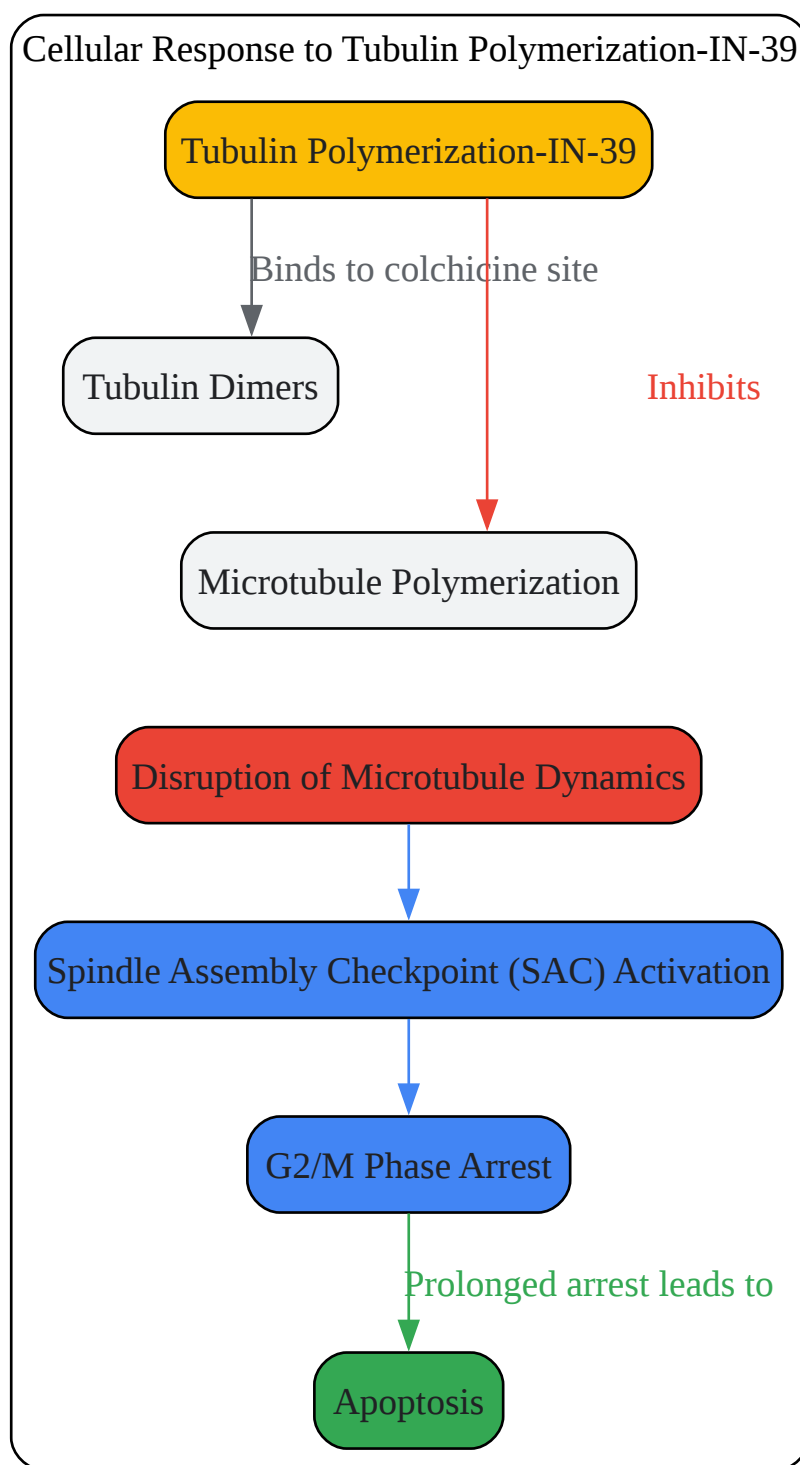 Cellular Response to Tubulin Polymerization-IN-39
Tubulin Polymerization-IN-39
Binds to colchicine site
Tubulin Dimers
Inhibits
Microtubule Polymerization
Disruption of Microtubule Dynamics
Spindle Assembly Checkpoint (SAC) Activation
G2/M Phase Arrest
Prolonged arrest leads to
Apoptosis